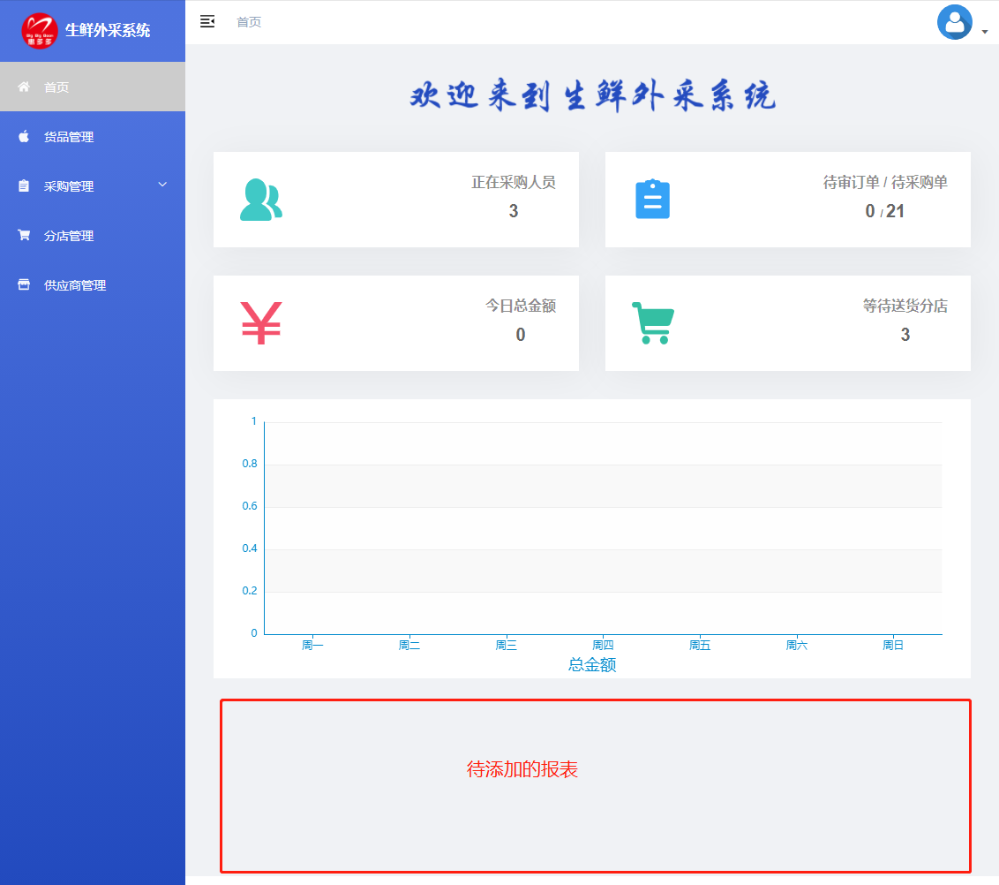 生鲜外采系统
首页
首页
货品管理
采购管理
分店管理
供应商管理
欢迎来到生鲜外采系统
正在采购人员
3
待审订单 / 待采购单
0 / 21
今日总金额
0
等待送货分店
3
1
0.8
0.6
0.4
0.2
0
周一 周二 周三 周四 周五 周六 周日
总金额
待添加的报表